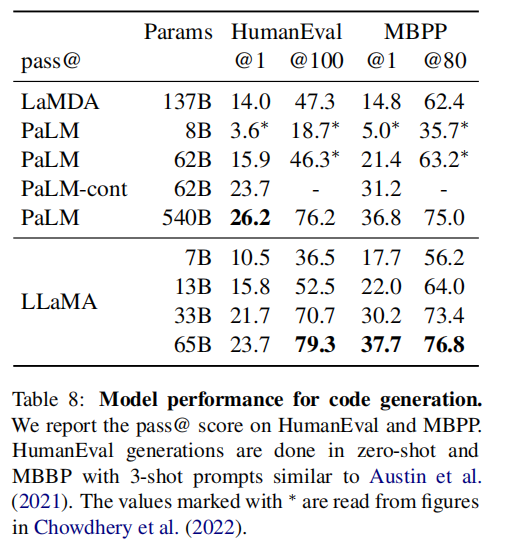 Params HumanEval MBPP
pass@ @1 @100 @1 @80
LaMDA 137B 14.0 47.3 14.8 62.4
PaLM 8B 3.6* 18.7* 5.0* 35.7*
PaLM 62B 15.9 46.3* 21.4 63.2*
PaLM-cont 62B 23.7 - 31.2 -
PaLM 540B 26.2 76.2 36.8 75.0
LLaMA
7B 10.5 36.5 17.7 56.2
13B 15.8 52.5 22.0 64.0
33B 21.7 70.7 30.2 73.4
65B 23.7 79.3 37.7 76.8
Table 8: Model performance for code generation.
We report the pass@ score on HumanEval and MBPP.
HumanEval generations are done in zero-shot and
MBBP with 3-shot prompts similar to Austin et al.
(2021). The values marked with * are read from figures
in Chowdhery et al. (2022).